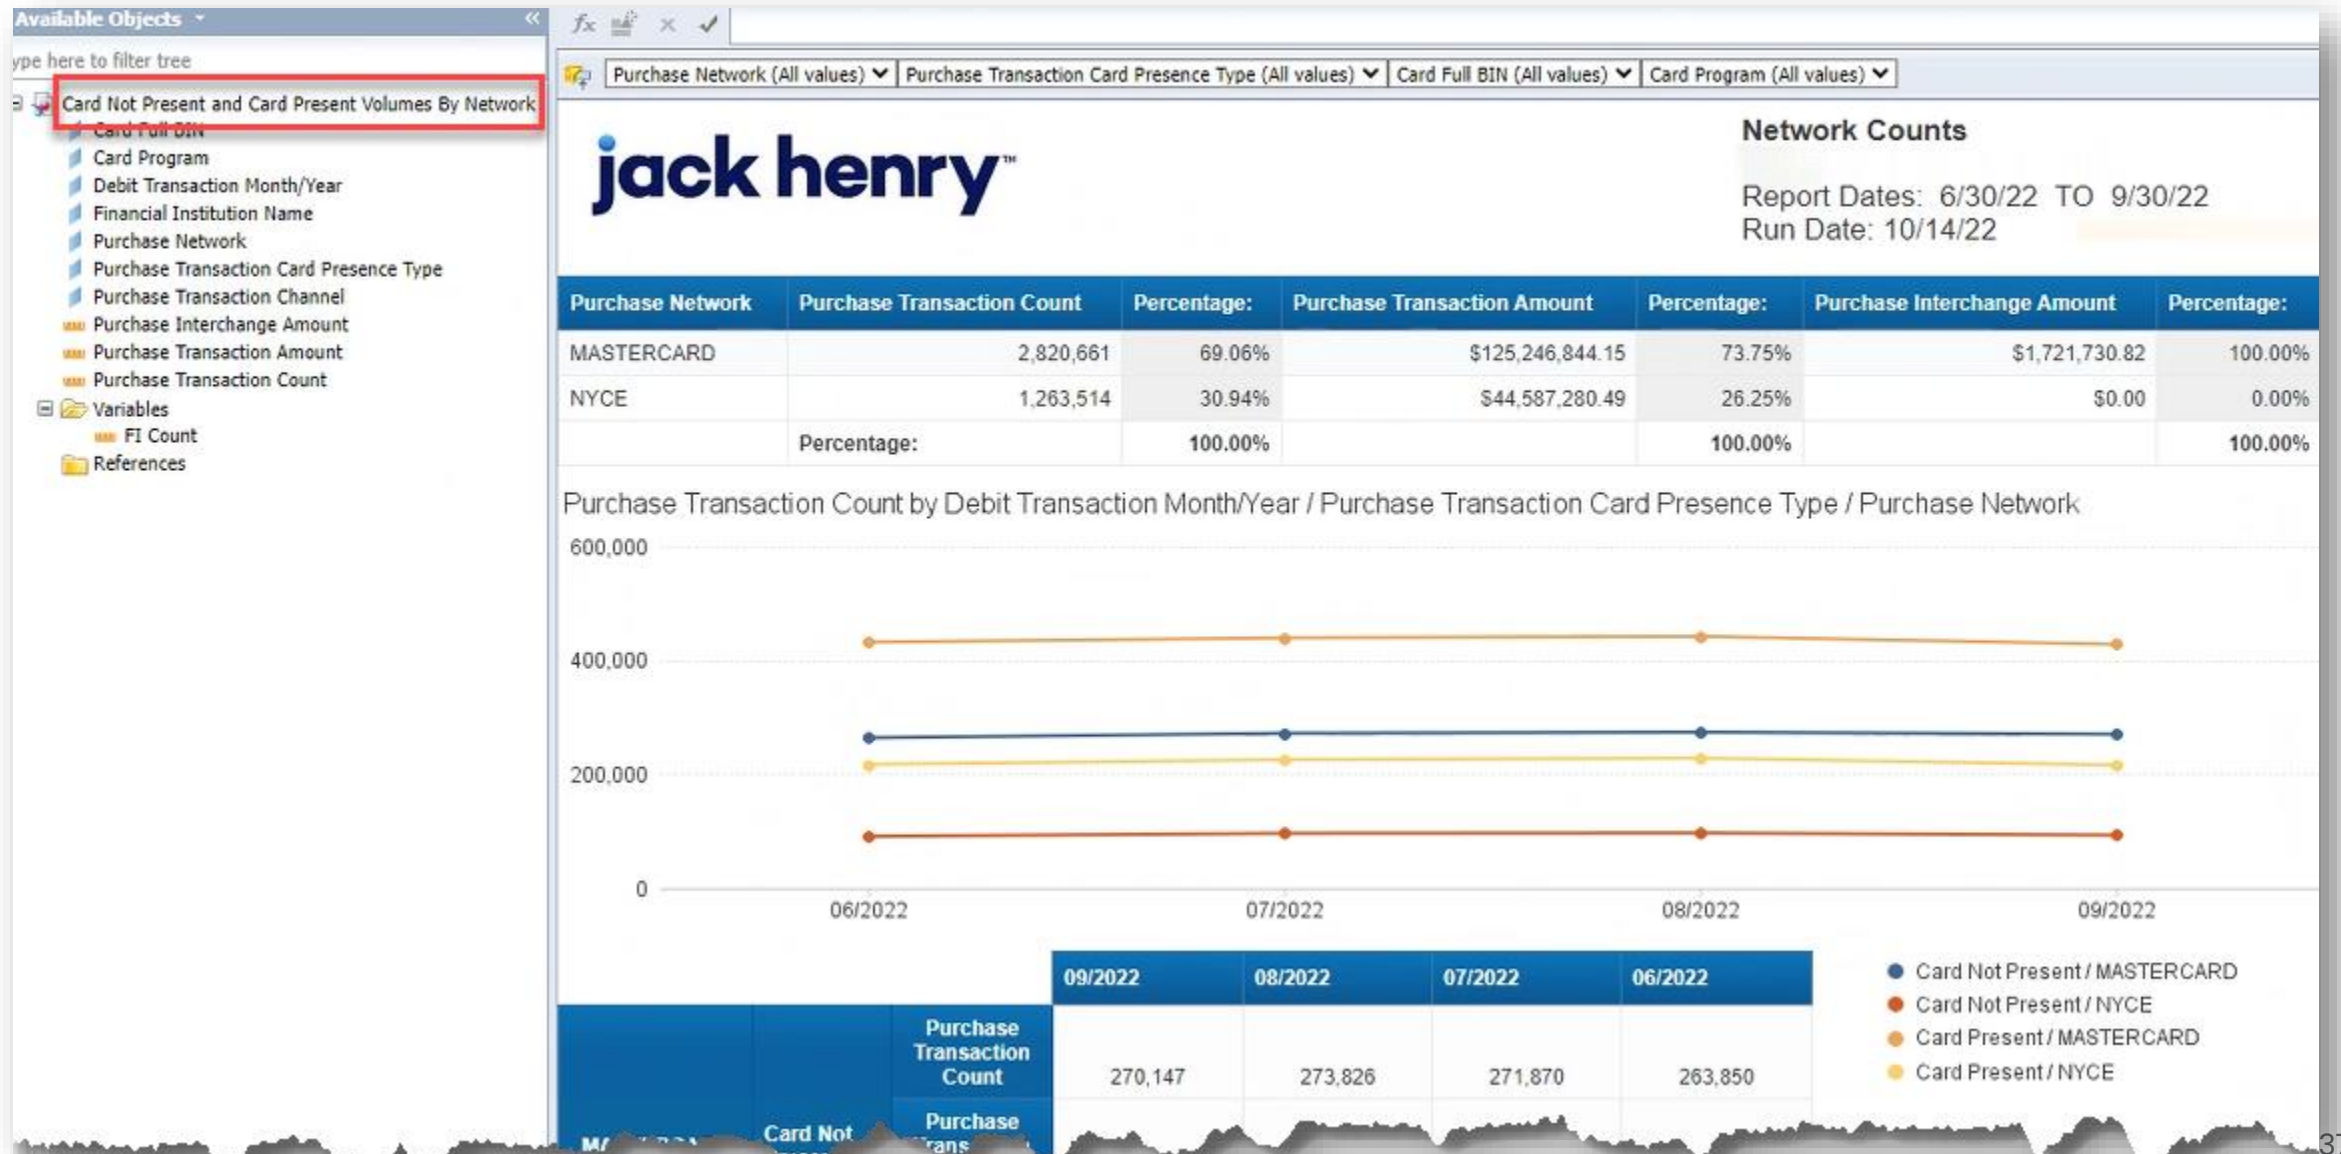 Available Objects
ype here to filter tree
Card Not Present and Card Present Volumes By Network
Card Full BIN
Card Program
Debit Transaction Month/Year
Financial Institution Name
Purchase Network
Purchase Transaction Card Presence Type
Purchase Transaction Channel
Purchase Interchange Amount
Purchase Transaction Amount
Purchase Transaction Count
Variables
FI Count
References
fx
Purchase Network (All values) Purchase Transaction Card Presence Type (All values) Card Full BIN (All values) Card Program (All values)
jack henry™
Network Counts
Report Dates: 6/30/22 TO 9/30/22
Run Date: 10/14/22
Purchase Network Purchase Transaction Count Percentage: Purchase Transaction Amount Percentage: Purchase Interchange Amount Percentage:
MASTERCARD 2,820,661 69.06% $125,246,844.15 73.75% $1,721,730.82 100.00%
NYCE 1,263,514 30.94% $44,587,280.49 26.25% $0.00 0.00%
Percentage: 100.00% 100.00% 100.00%
Purchase Transaction Count by Debit Transaction Month/Year / Purchase Transaction Card Presence Type / Purchase Network
600,000
400,000
200,000
0
06/2022 07/2022 08/2022 09/2022
09/2022 08/2022 07/2022 06/2022
Purchase
Transaction
Count
270,147 273,826 271,870 263,850
Purchase
Card Not
Card Not Present / MASTERCARD
Card Not Present / NYCE
Card Present / MASTERCARD
Card Present / NYCE
37